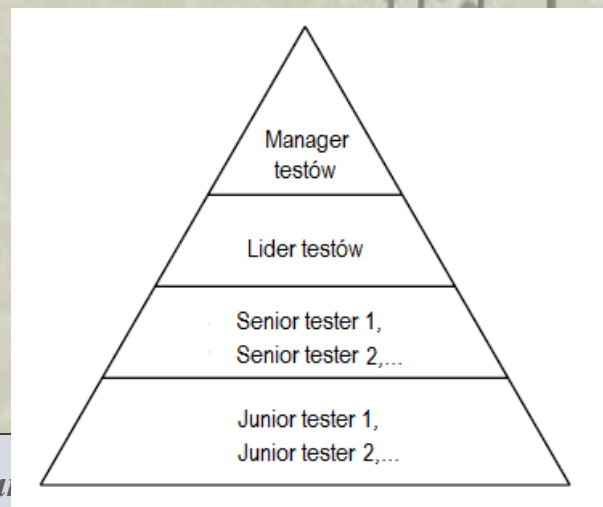 Manager
testów
Lider testów
Senior tester 1,
Senior tester 2,...
Junior tester 1,
Junior tester 2,...